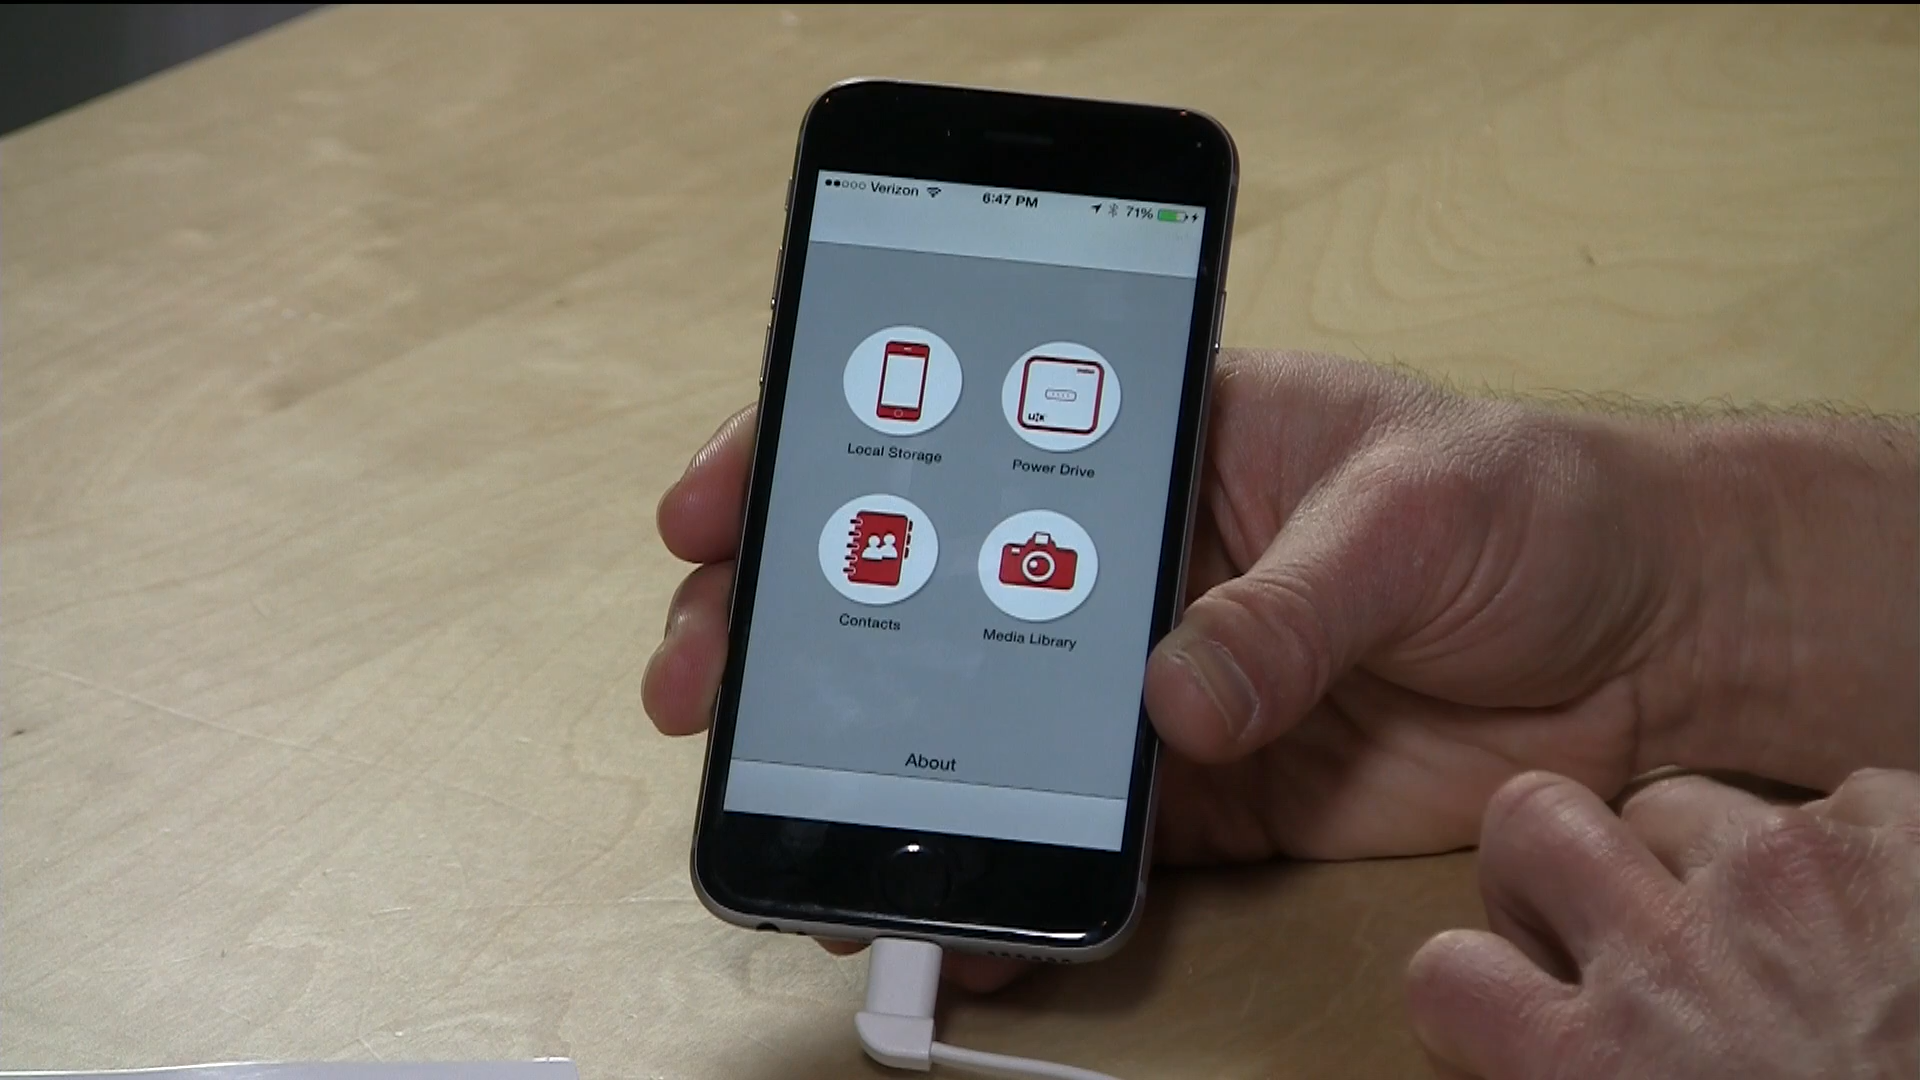 Verizon 6:47 PM 71%
Local Storage Power Drive
Contacts Media Library
About